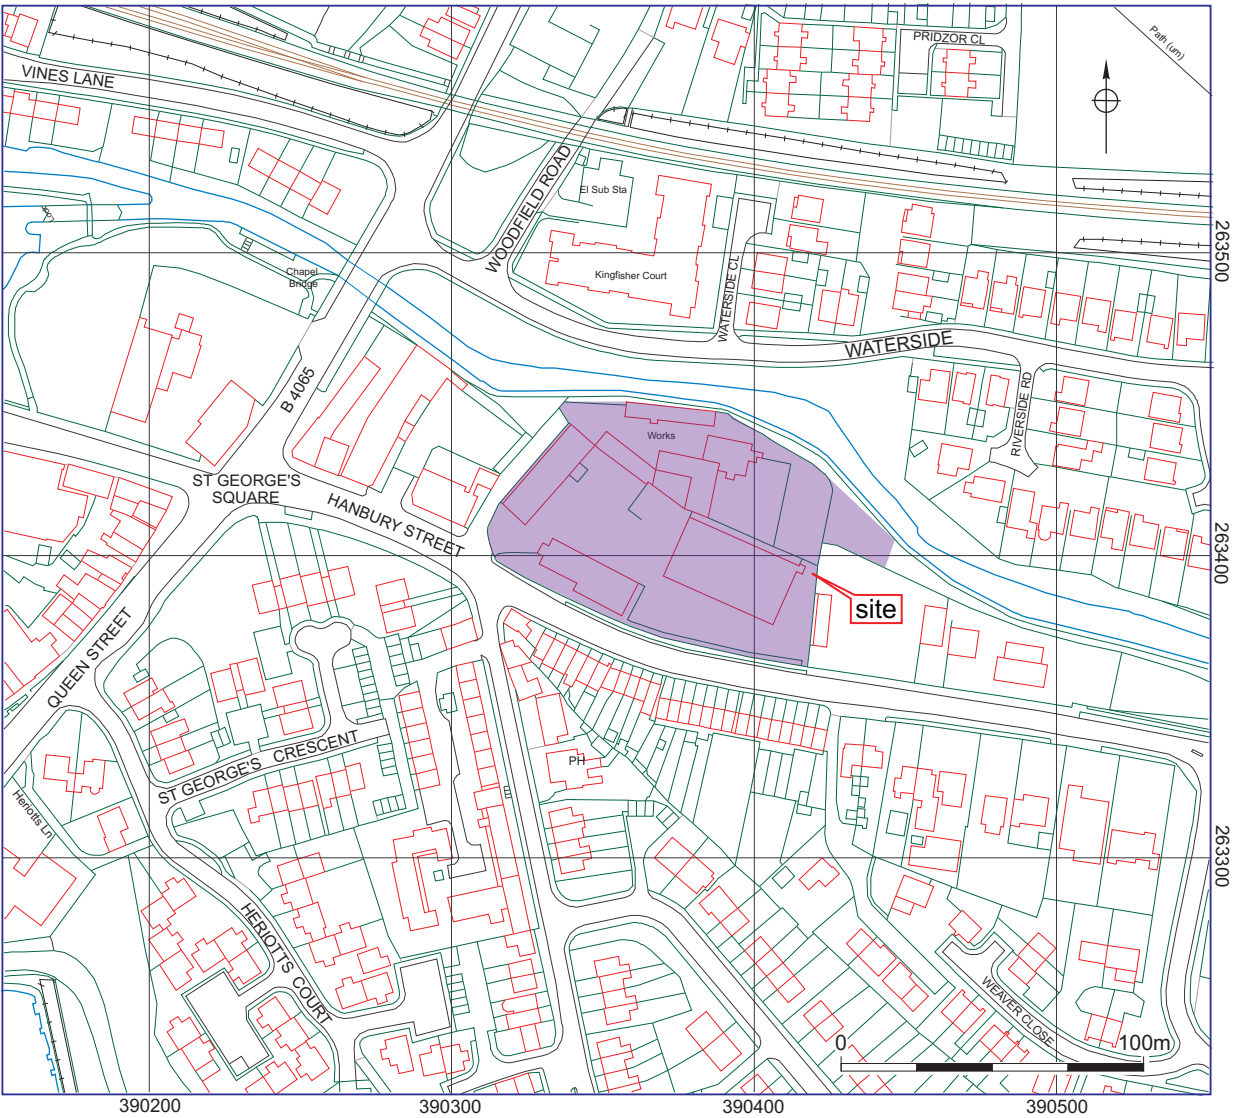 PRIDZOR CL
Path (um)
VINES LANE
WOODFIELD ROAD
El Sub Sta
Kingfisher Court
WATERSIDE CL
Chapel
Bridge
263500
WATERSIDE
RIVERSIDE RD
B 4065
Works
ST GEORGE'S
SQUARE
HANBURY STREET
263400
site
QUEEN STREET
ST GEORGE'S CRESCENT
PH
Heriotts Ln
263300
HERIOTTS COURT
WEAVER CLOSE
0
100m
390200
390300
390400
390500